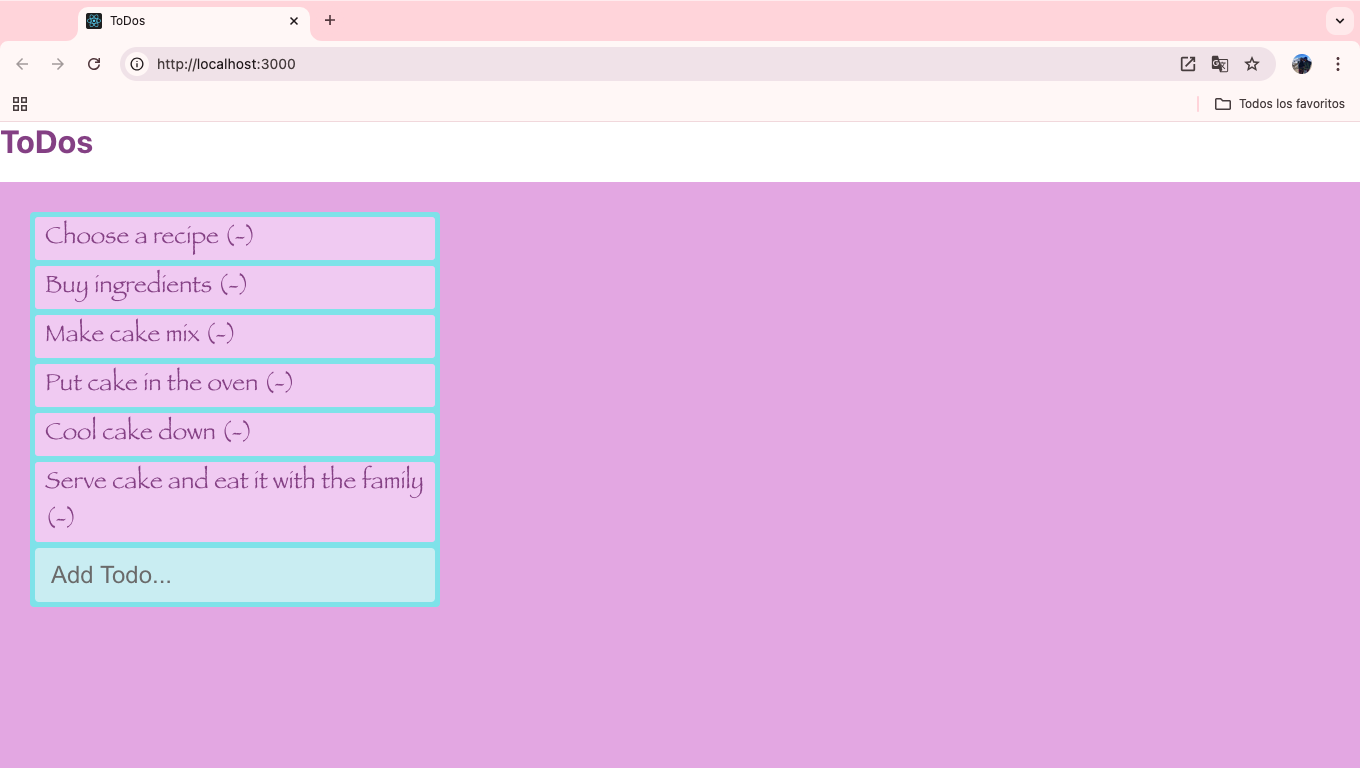 ToDos
http://localhost:3000
Todos los favoritos
ToDos
Choose a recipe (-)
Buy ingredients (-)
Make cake mix (-)
Put cake in the oven (-)
Cool cake down (-)
Serve cake and eat it with the family
(-)
Add Todo...